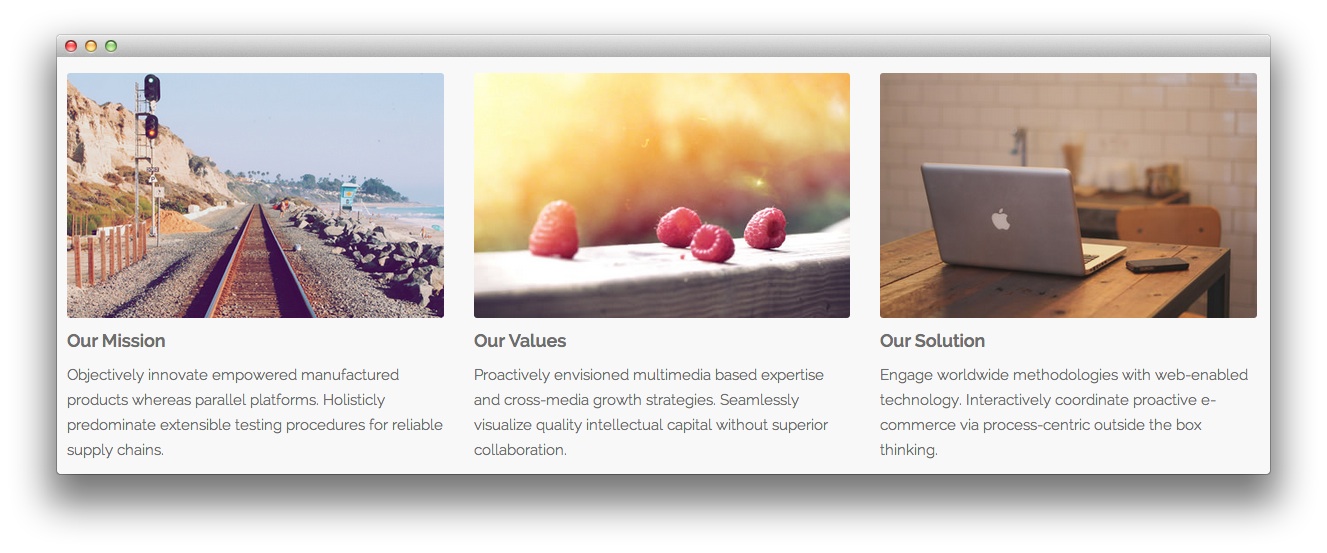 Our Mission
Objectively innovate empowered manufactured
products whereas parallel platforms. Holisticly
predominate extensible testing procedures for reliable
supply chains.
Our Values
Proactively envisioned multimedia based expertise
and cross-media growth strategies. Seamlessly
visualize quality intellectual capital without superior
collaboration.
Our Solution
Engage worldwide methodologies with web-enabled
technology. Interactively coordinate proactive e-
commerce via process-centric outside the box
thinking.